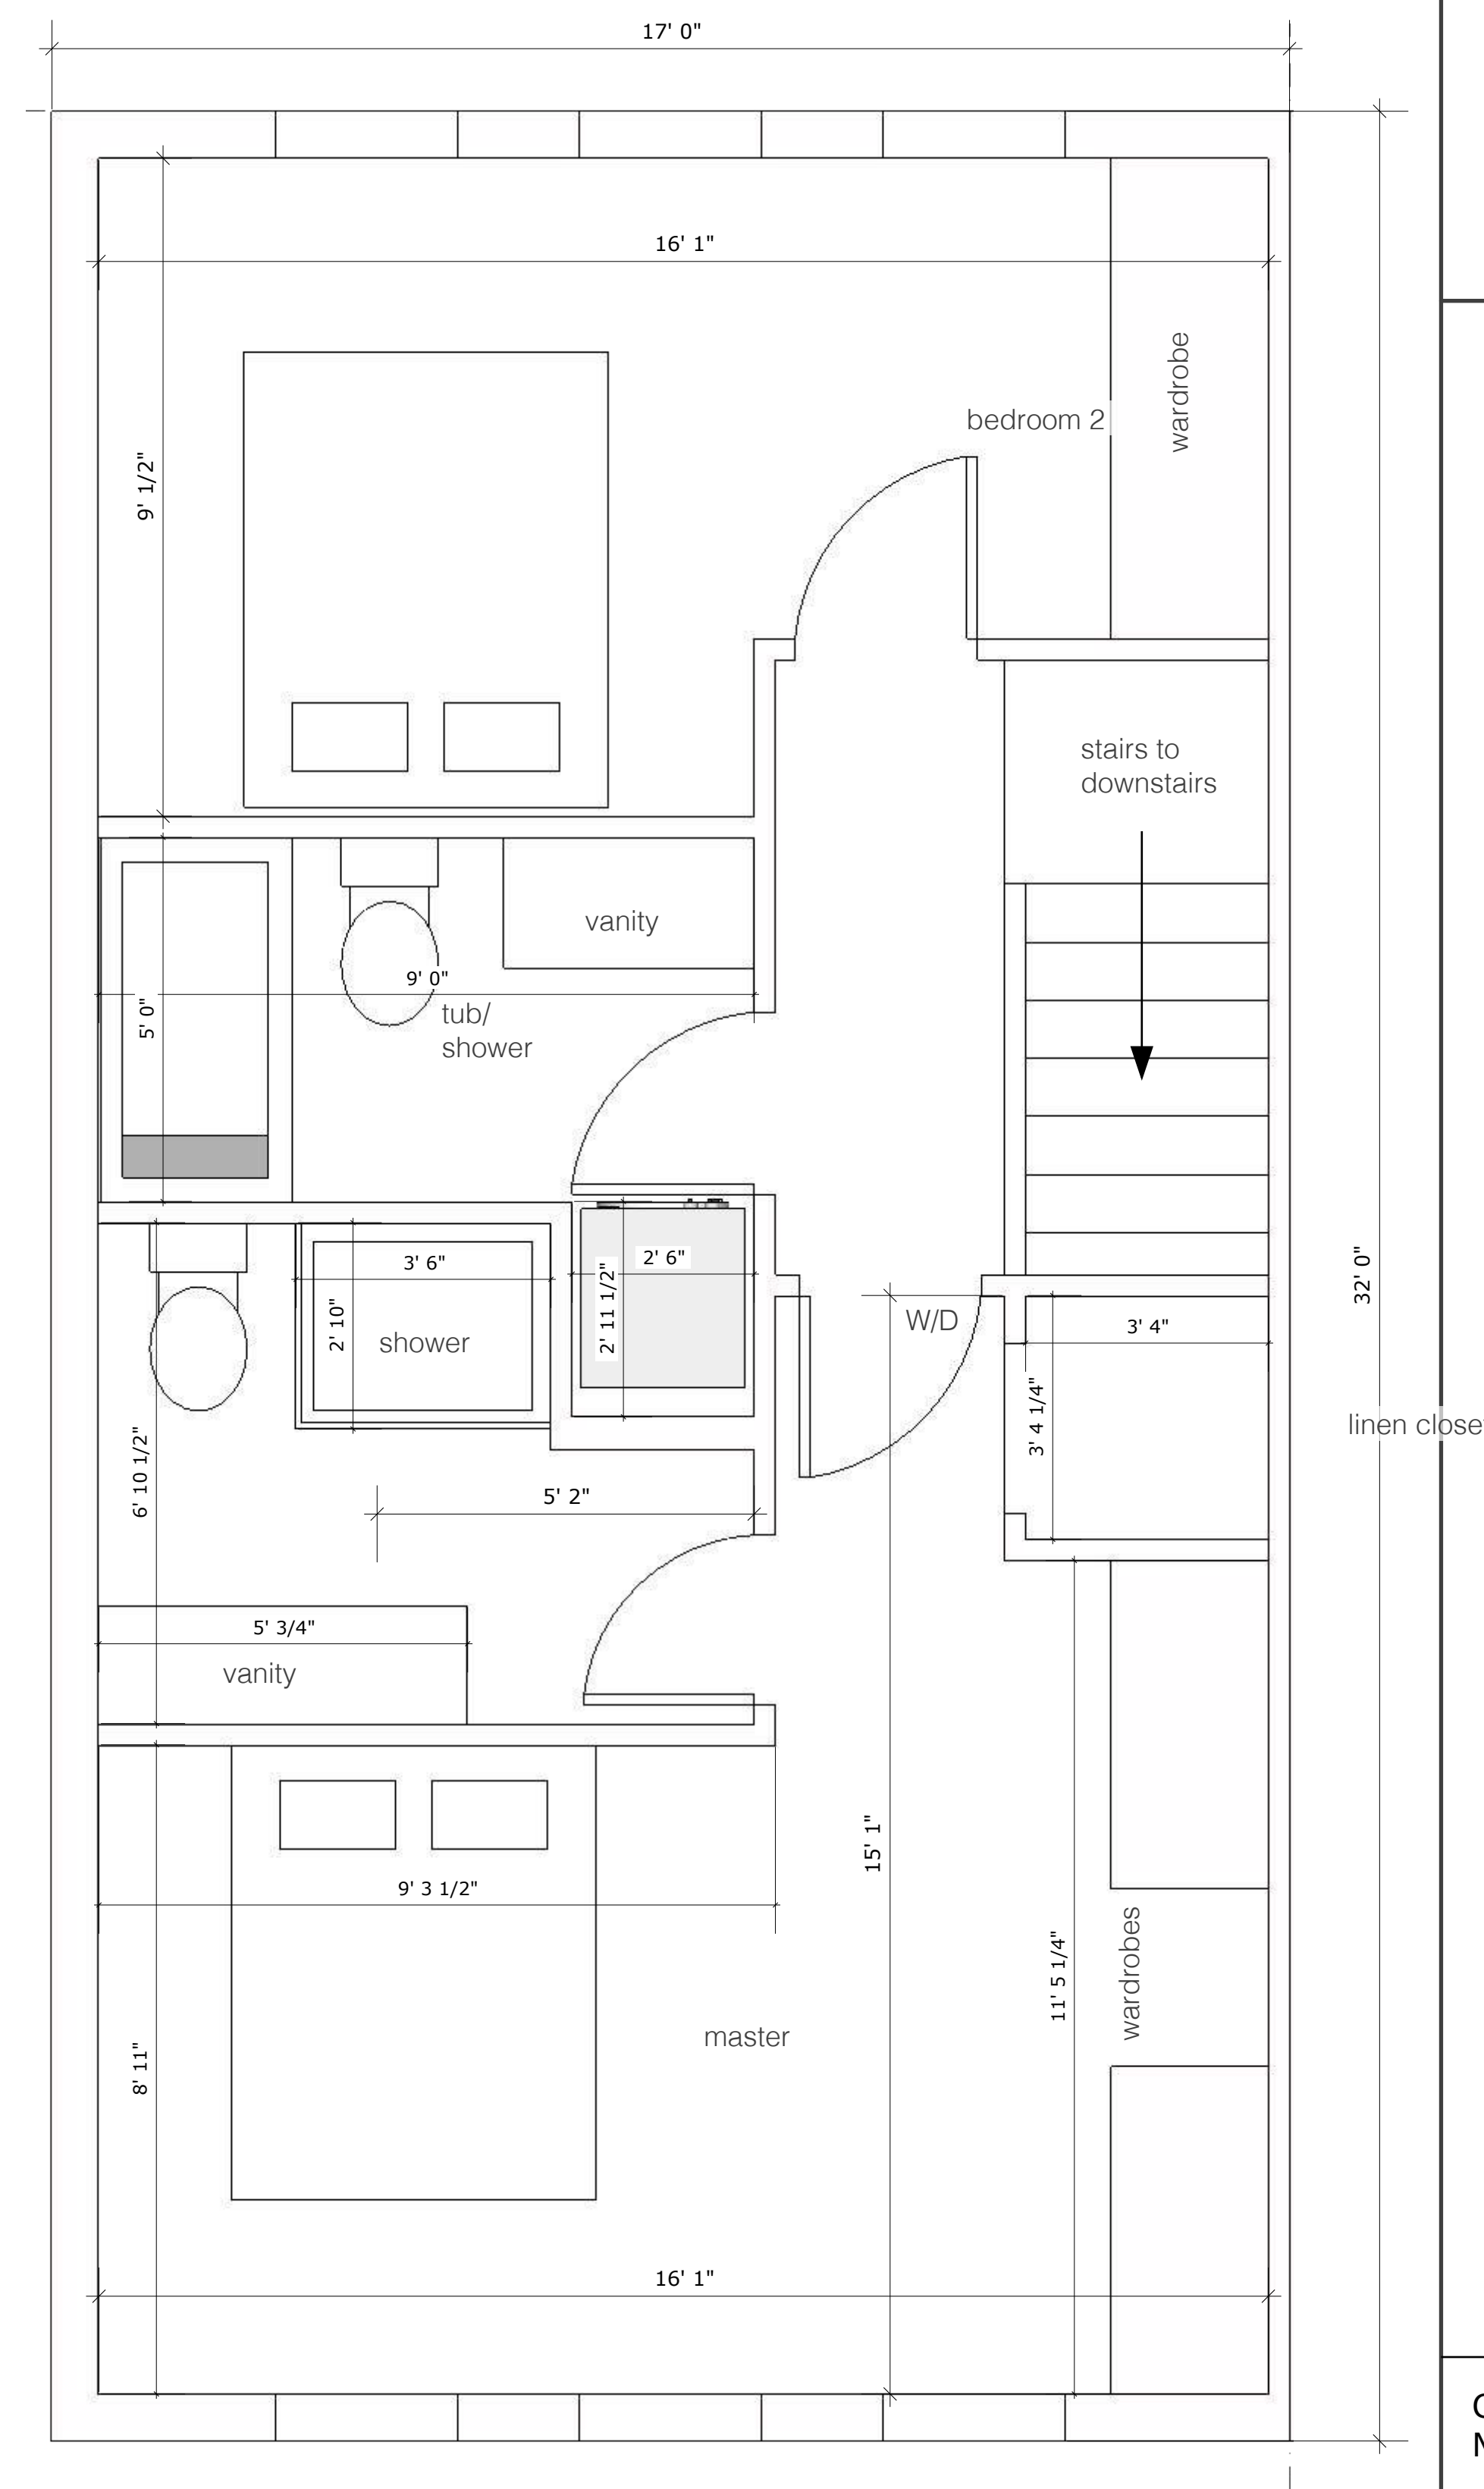 17' 0"
16' 1"
wardrobe
bedroom 2
9' 1/2"
stairs to
downstairs
vanity
9' 0"
5' 0"
tub/
shower
2' 6"
3' 6"
2' 11 1/2"
32' 0"
2' 10"
W/D
3' 4"
shower
3' 4 1/4"
linen close
6' 10 1/2"
5' 2"
5' 3/4"
vanity
15' 1"
9' 3 1/2"
11' 5 1/4"
wardrobes
master
8' 11"
16' 1"